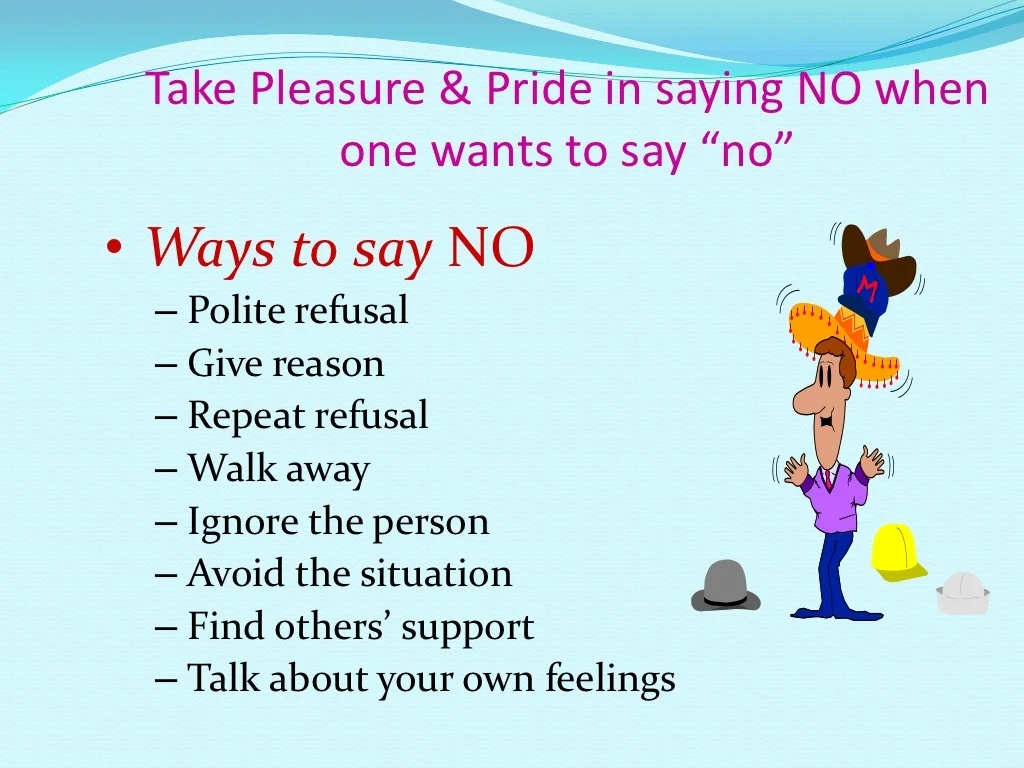 Take Pleasure & Pride in saying NO when
one wants to say “no”
• Ways to say NO
– Polite refusal
– Give reason
– Repeat refusal
– Walk away
– Ignore the person
– Avoid the situation
– Find others’ support
– Talk about your own feelings
M